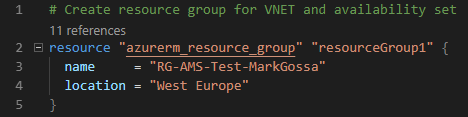 1 # Create resource group for VNET and availability set
11 references
2 resource "azurerm_resource_group" "resourceGroup1" {
3 name = "RG-AMS-Test-MarkGossa"
4 location = "West Europe"
5 }